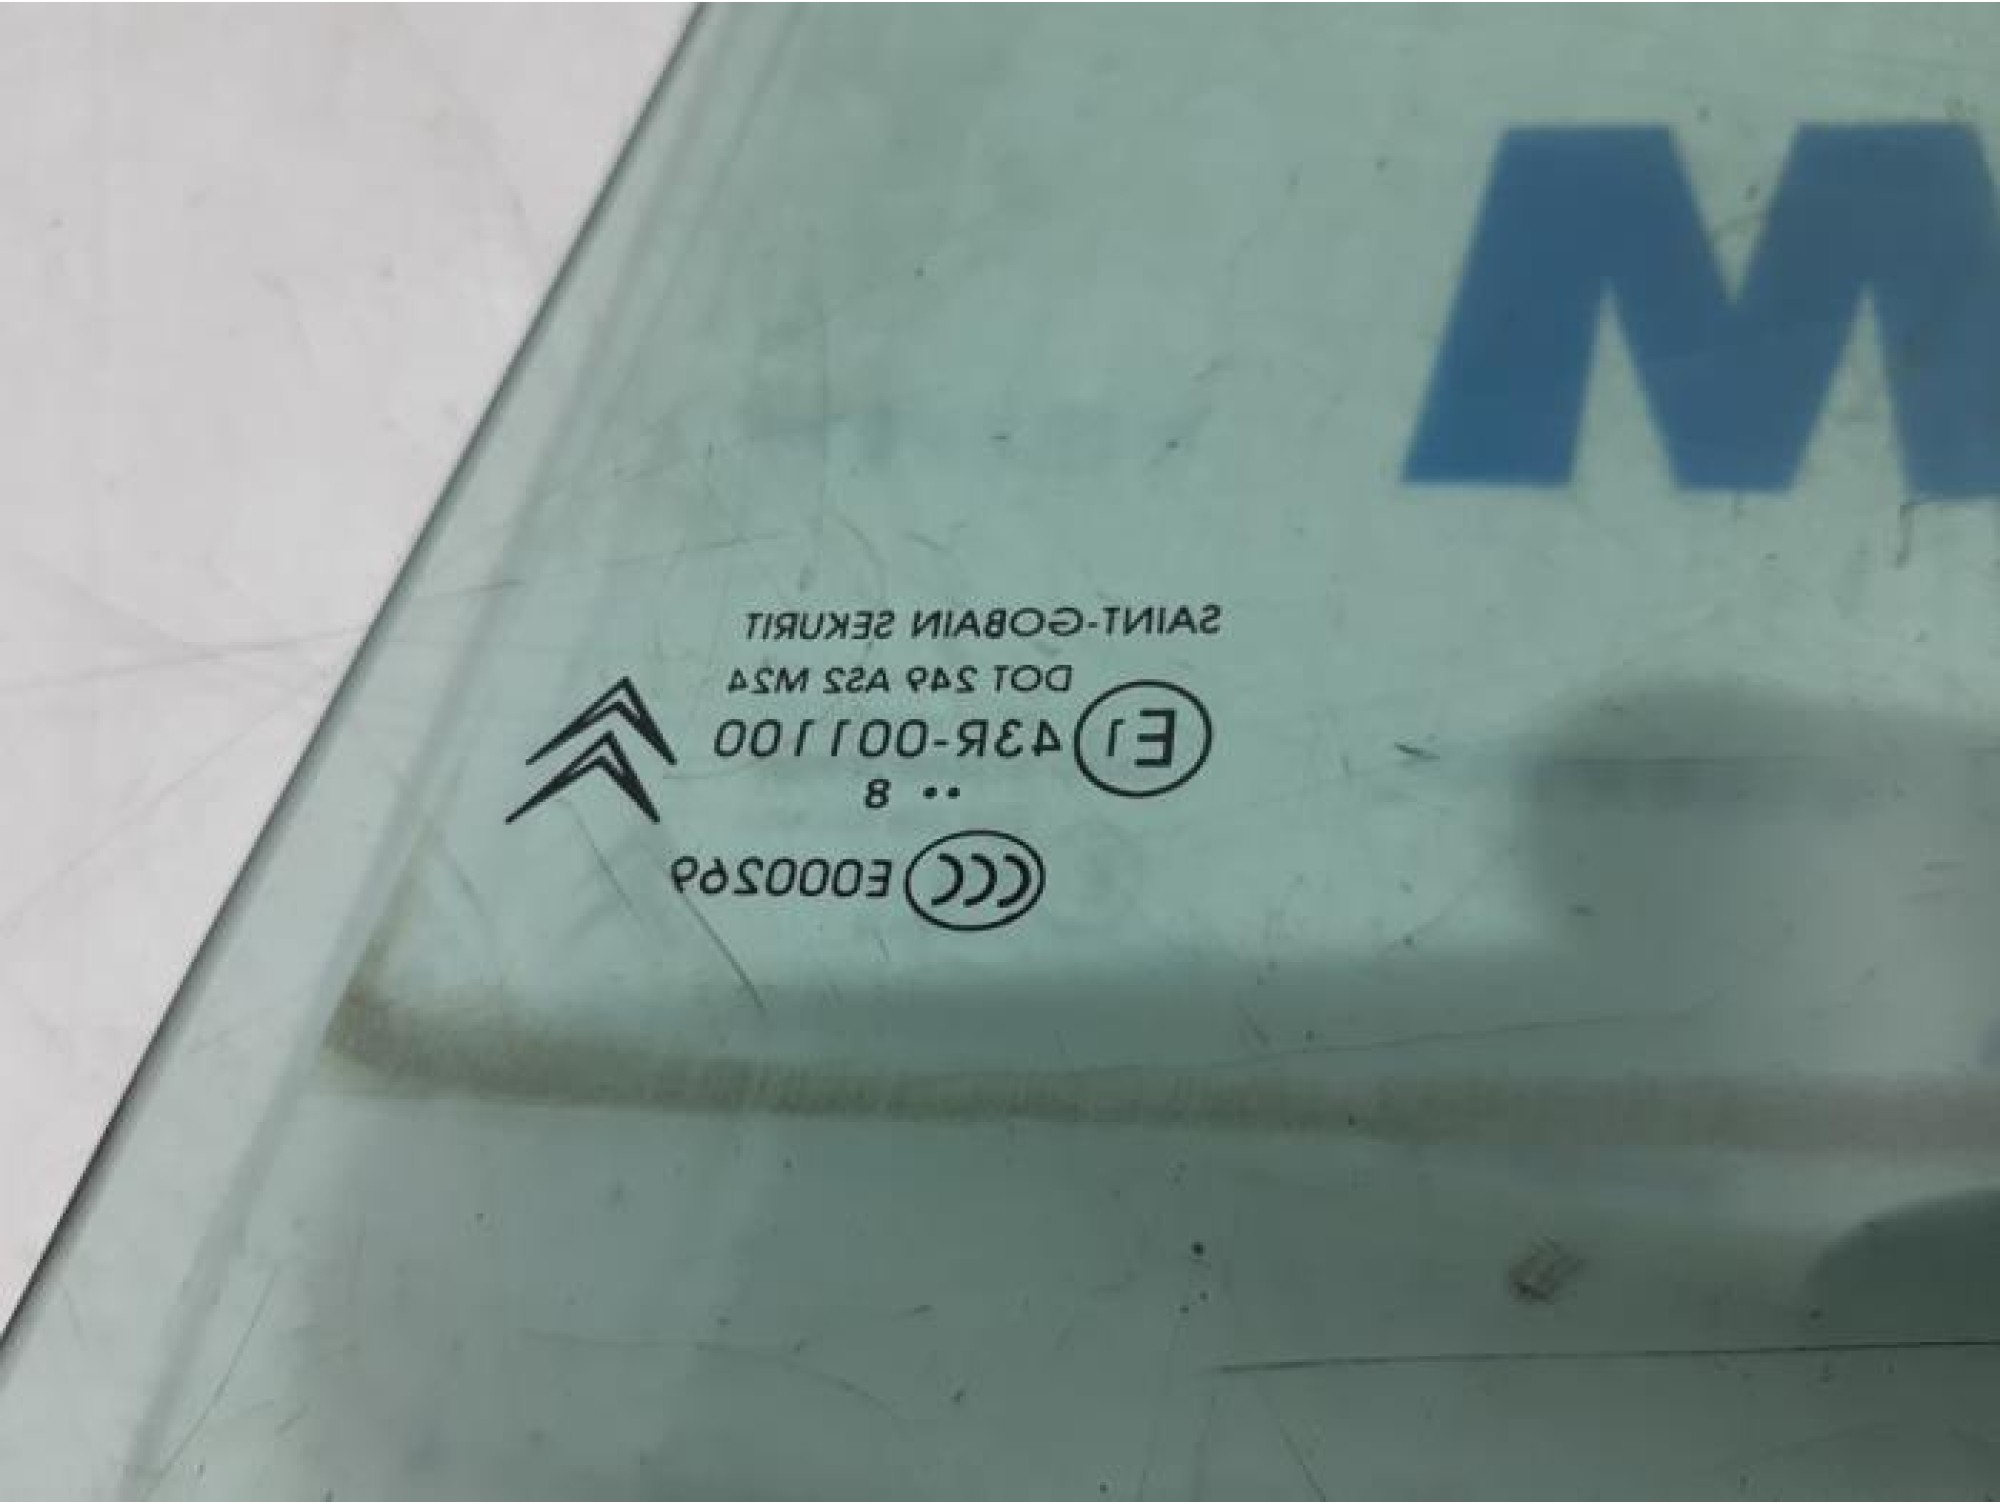 SAINT-GOBAIN SEKURIT
DOT 249 AS2 M24
E1 43R-001100
•• 8
CCC E000269
M